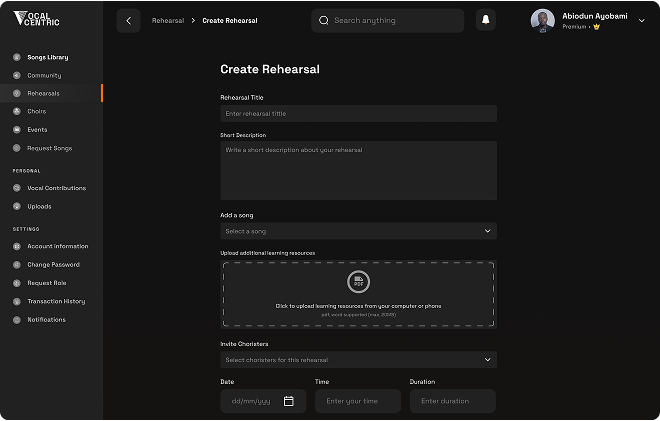 VOCAL
CENTRIC
Rehearsal > Create Rehearsal
Search anything
Abiodun Ayobami
Premium •
Songs Library
Community
Rehearsals
Choirs
Events
Request Songs
PERSONAL
Vocal Contributions
Uploads
SETTINGS
Account Information
Change Password
Request Role
Transaction History
Notifications
Create Rehearsal
Rehearsal Title
Enter rehearsal tittle
Short Description
Write a short description about your rehearsal
Add a song
Select a song
Upload additional learning resources
PDF
Click to upload learning resources from your computer or phone
pdf, word supported (max 20MB)
Invite Choristers
Select choristers for this rehearsal
Date Time Duration
dd/mm/yyy Enter your time Enter duration